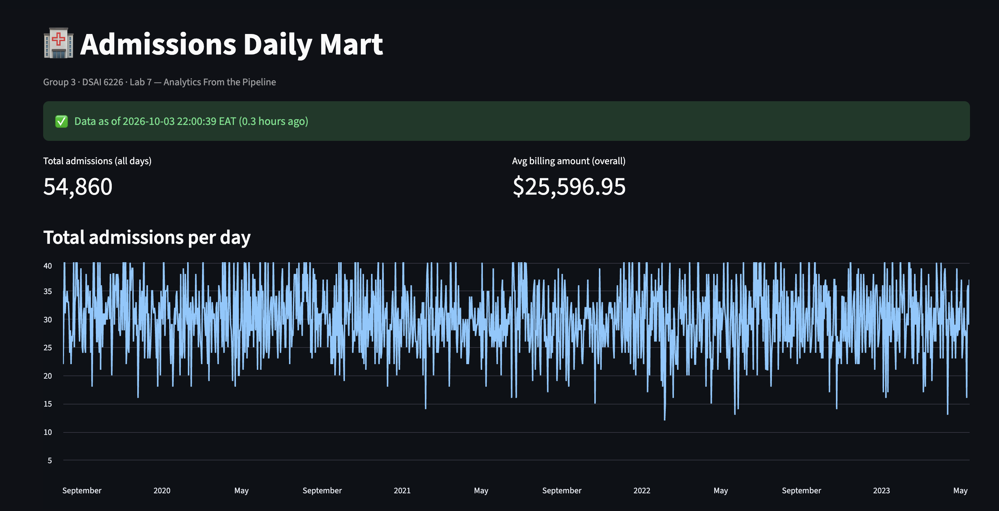 Admissions Daily Mart
Group 3 · DSAI 6226 · Lab 7 — Analytics From the Pipeline
Data as of 2026-10-03 22:00:39 EAT (0.3 hours ago)
Total admissions (all days)
54,860
Avg billing amount (overall)
$25,596.95
Total admissions per day
40
35
30
25
20
15
10
5
September 2020 May September 2021 May September 2022 May September 2023 May